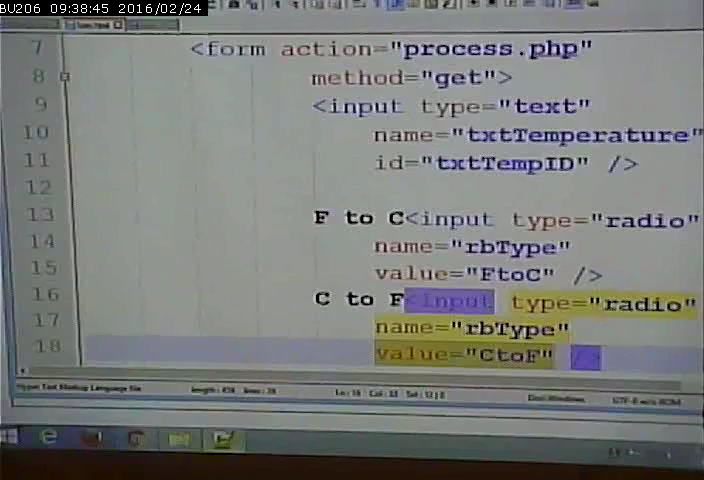 BU206 09:38:45 2016/02/24
7 <form action="process.php"
8 method="get">
9 <input type="text"
10 name="txtTemperature"
11 id="txtTempID" />
12
13 F to C<input type="radio"
14 name="rbType"
15 value="FtoC" />
16 C to F<input type="radio"
17 name="rbType"
18 value="CtoF" />
Hyper Text Markup Language file